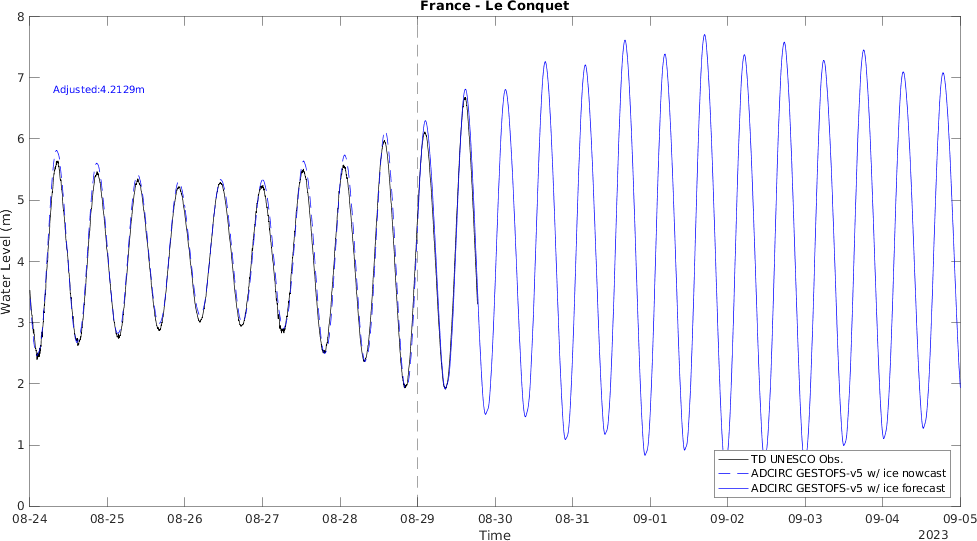 France - Le Conquet
8
7
6
5
4
3
2
1
0
Water Level (m)
Adjusted:4.2129m
TD UNESCO Obs.
ADCIRC GESTOFS-v5 w/ ice nowcast
ADCIRC GESTOFS-v5 w/ ice forecast
08-24 08-25 08-26 08-27 08-28 08-29 08-30 08-31 09-01 09-02 09-03 09-04 09-05
Time
2023